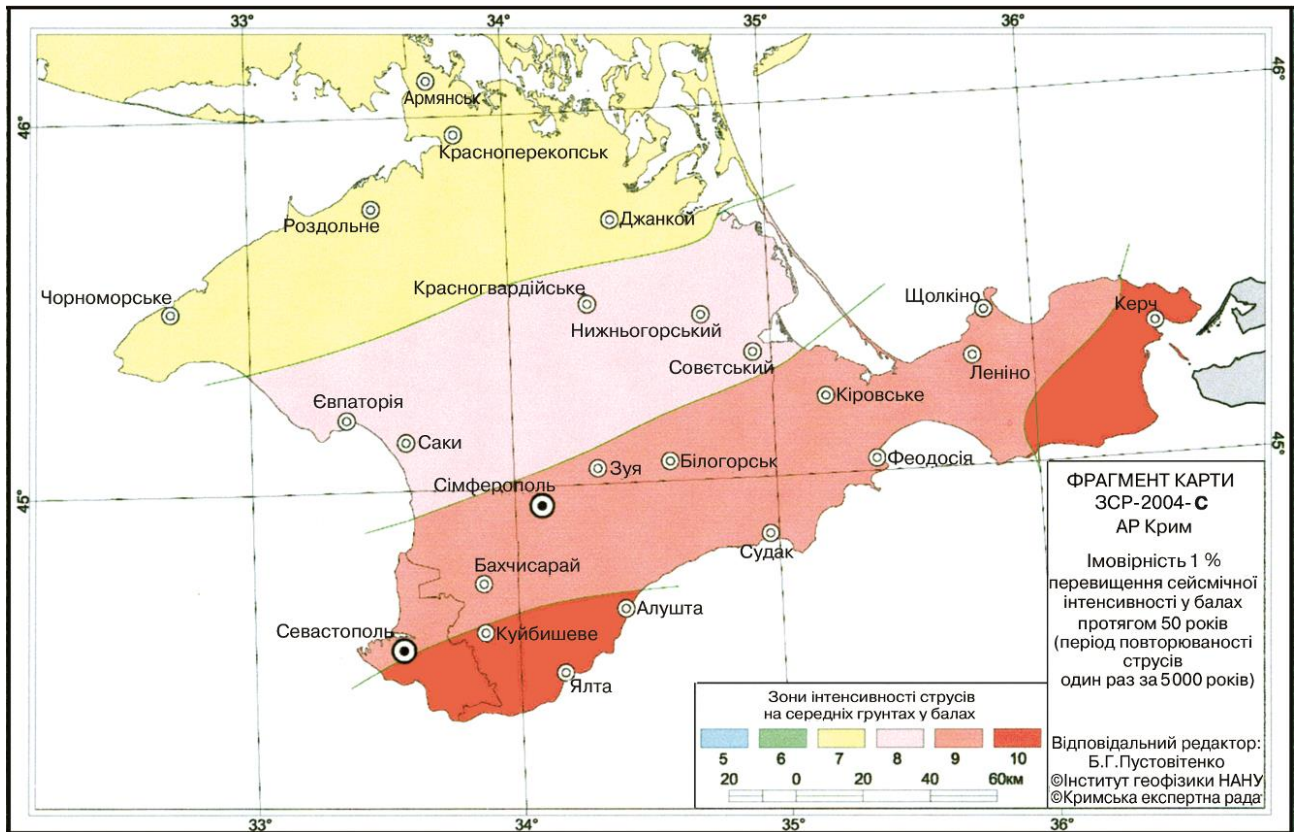 33°
34°
35°
36°
46°
46°
Армянськ
Красноперекопськ
Роздольне
Джанкой
Чорноморське
Красногвардійське
Нижньогорський
Совєтський
Щолкіно
Керч
Леніно
Кіровське
Євпаторія
Саки
Зуя
Білогорськ
Феодосія
Сімферополь
45°
45°
Судак
Бахчисарай
Алушта
Севастополь
Куйбишеве
Ялта
ФРАГМЕНТ КАРТИ
ЗСР-2004-С
АР Крим
Імовірність 1 %
перевищення сейсмічної
інтенсивності у балах
протягом 50 років
(період повторюваності
струсів
один раз за 5000 років)
Зони інтенсивності струсів
на середніх грунтах у балах
5 6 7 8 9 10
20 0 20 40 60км
Відповідальний редактор:
Б.Г.Пустовітенко
©Інститут геофізики НАНУ
©Кримська експертна рада
33°
34°
35°
36°